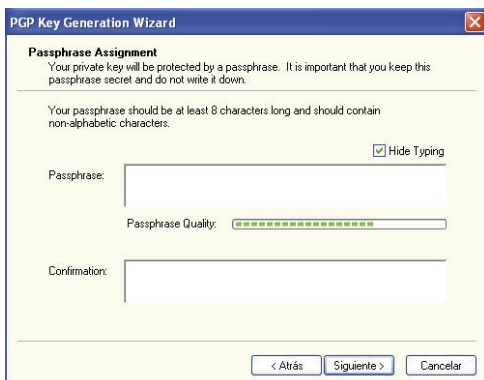 PGP Key Generation Wizard
Passphrase Assignment
Your private key will be protected by a passphrase. It is important that you keep this
passphrase secret and do not write it down.
Your passphrase should be at least 8 characters long and should contain
non-alphabetic characters.
Hide Typing
Passphrase:
Passphrase Quality:
Confirmation:
< Atrás Siguiente > Cancelar